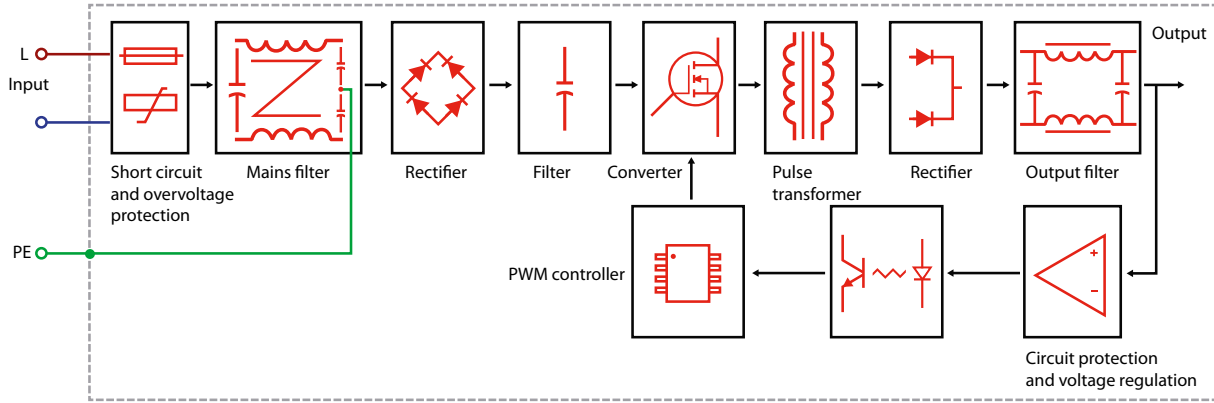 L
Input
PE
Output
Short circuit
and overvoltage
protection
Mains filter
Rectifier
Filter
Converter
Pulse
transformer
Rectifier
Output filter
PWM controller
+
−
Circuit protection
and voltage regulation